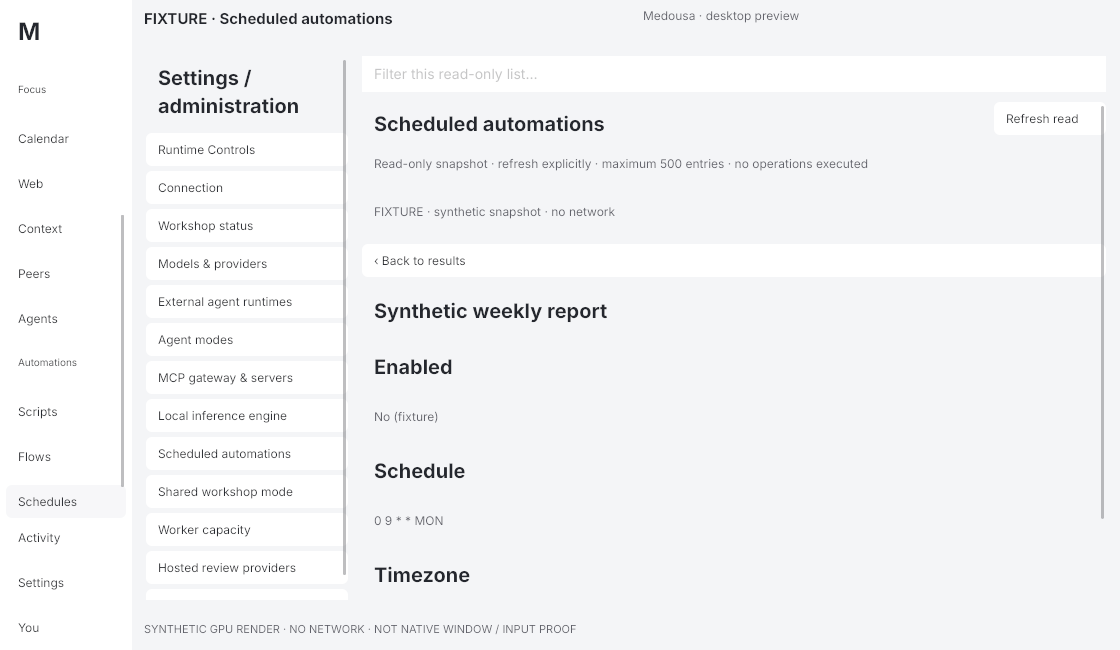 M
Focus
Calendar
Web
Context
Peers
Agents
Automations
Scripts
Flows
Schedules
Activity
Settings
You
FIXTURE · Scheduled automations
Medousa · desktop preview
Settings /
administration
Runtime Controls
Connection
Workshop status
Models & providers
External agent runtimes
Agent modes
MCP gateway & servers
Local inference engine
Scheduled automations
Shared workshop mode
Worker capacity
Hosted review providers
Filter this read-only list...
Scheduled automations
Refresh read
Read-only snapshot · refresh explicitly · maximum 500 entries · no operations executed
FIXTURE · synthetic snapshot · no network
‹ Back to results
Synthetic weekly report
Enabled
No (fixture)
Schedule
0 9 * * MON
Timezone
SYNTHETIC GPU RENDER · NO NETWORK · NOT NATIVE WINDOW / INPUT PROOF